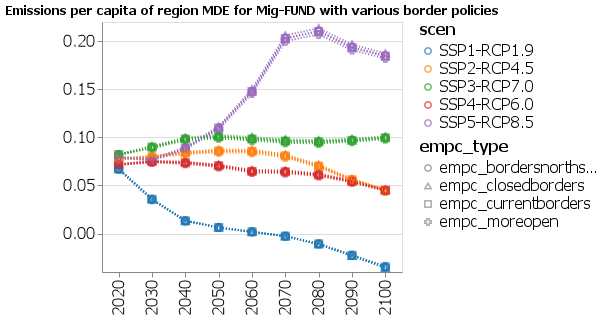 Emissions per capita of region MDE for Mig-FUND with various border policies
scen
SSP1-RCP1.9
SSP2-RCP4.5
SSP3-RCP7.0
SSP4-RCP6.0
SSP5-RCP8.5
empc_type
empc_bordersnorths...
empc_closedborders
empc_currentborders
empc_moreopen
0.20
0.15
0.10
0.05
0.00
2020
2030
2040
2050
2060
2070
2080
2090
2100